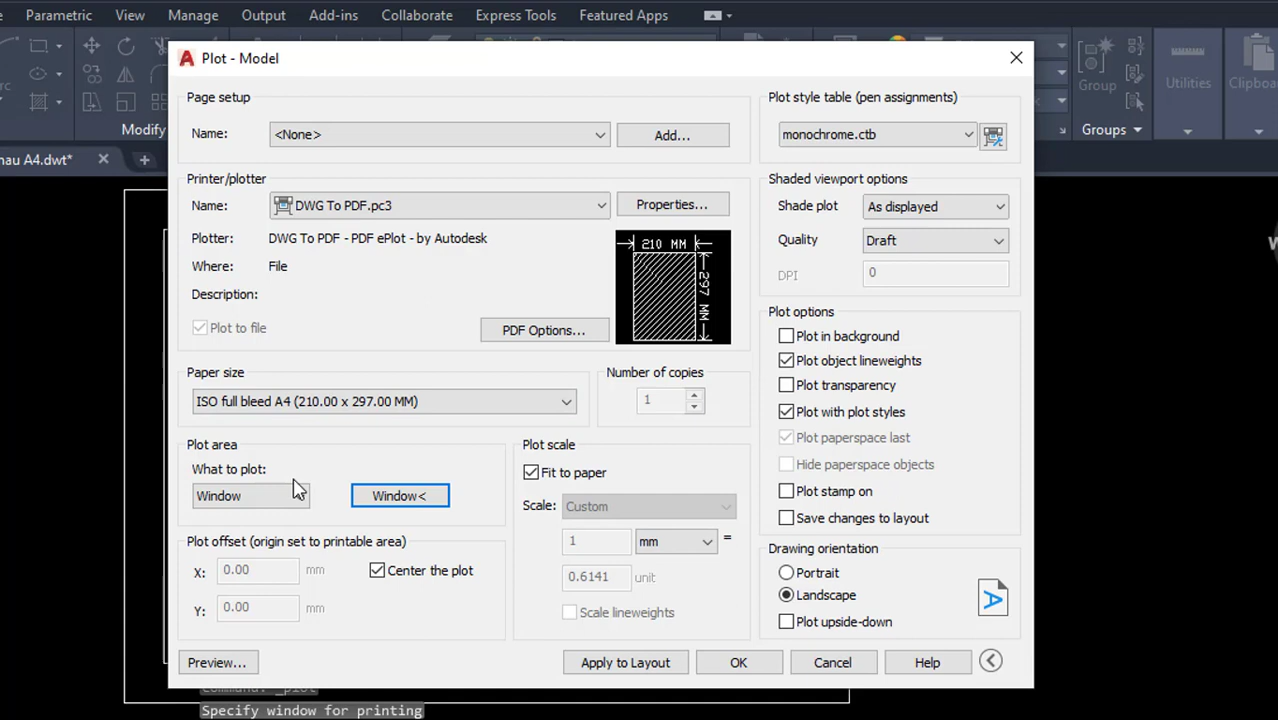 Parametric View Manage Output Add-ins Collaborate Express Tools Featured Apps
Plot - Model
Modify
Group
Utilities
Clipboa
Groups
nau A4.dwt*
Page setup
Name: <None> Add...
Printer/plotter
Name: DWG To PDF.pc3 Properties...
Plotter: DWG To PDF - PDF ePlot - by Autodesk
Where: File
Description:
Plot to file
PDF Options...
210 MM
297 MM
Paper size
ISO full bleed A4 (210.00 x 297.00 MM)
Number of copies
1
Plot area
What to plot:
Window Window<
Plot offset (origin set to printable area)
X: 0.00 mm Center the plot
Y: 0.00 mm
Plot scale
Fit to paper
Scale: Custom
1 mm =
0.6141 unit
Scale lineweights
Plot style table (pen assignments)
monochrome.ctb
Shaded viewport options
Shade plot As displayed
Quality Draft
DPI 0
Plot options
Plot in background
Plot object lineweights
Plot transparency
Plot with plot styles
Plot paperspace last
Hide paperspace objects
Plot stamp on
Save changes to layout
Drawing orientation
Portrait
Landscape
Plot upside-down
A
Preview... Apply to Layout OK Cancel Help
Command: _plot
Specify window for printing